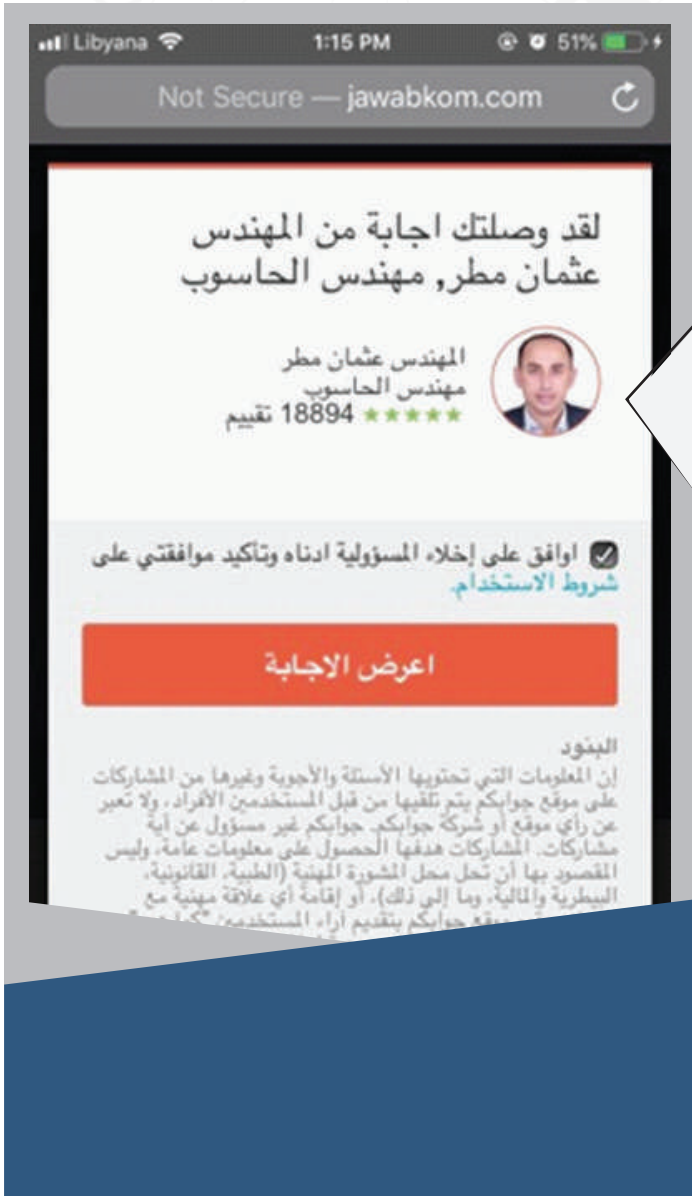 Libyana 1:15 PM 51%
Not Secure — jawabkom.com
لقد وصلتك اجابة من المهندس
عثمان مطر, مهندس الحاسوب
المهندس عثمان مطر
مهندس الحاسوب
18894 تقييم
اوافق على إخلاء المسؤولية ادناه وتأكيد موافقتي على
شروط الاستخدام.
اعرض الاجابة
البنود
إن المعلومات التي تحتويها الأسئلة والأجوبة وغيرها من المشاركات
على موقع جوابكم يتم تلقيها من قبل المستخدمين الأفراد، ولا تعبر
عن رأي موقع أو شركة جوابكم. جوابكم غير مسؤول عن أية
مشاركات. المشاركات هدفها الحصول على معلومات عامة، وليس
المقصود بها أن تحل محل المشورة المهنية (الطبية، القانونية،
البيطرية والمالية، وما إلى ذلك)، أو إقامة أي علاقة مهنية مع
موقع جوابكم بتقديم آراء المستخدمين